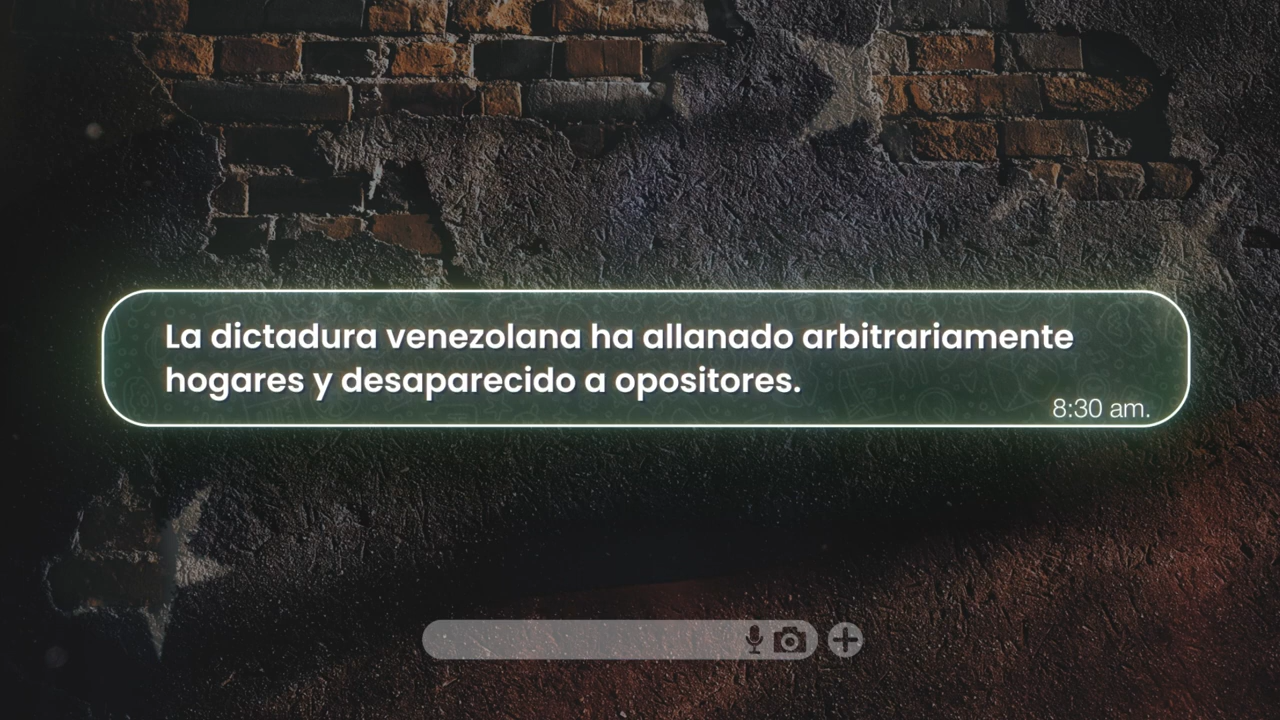 La dictadura venezolana ha allanado arbitrariamente
hogares y desaparecido a opositores.
8:30 am.